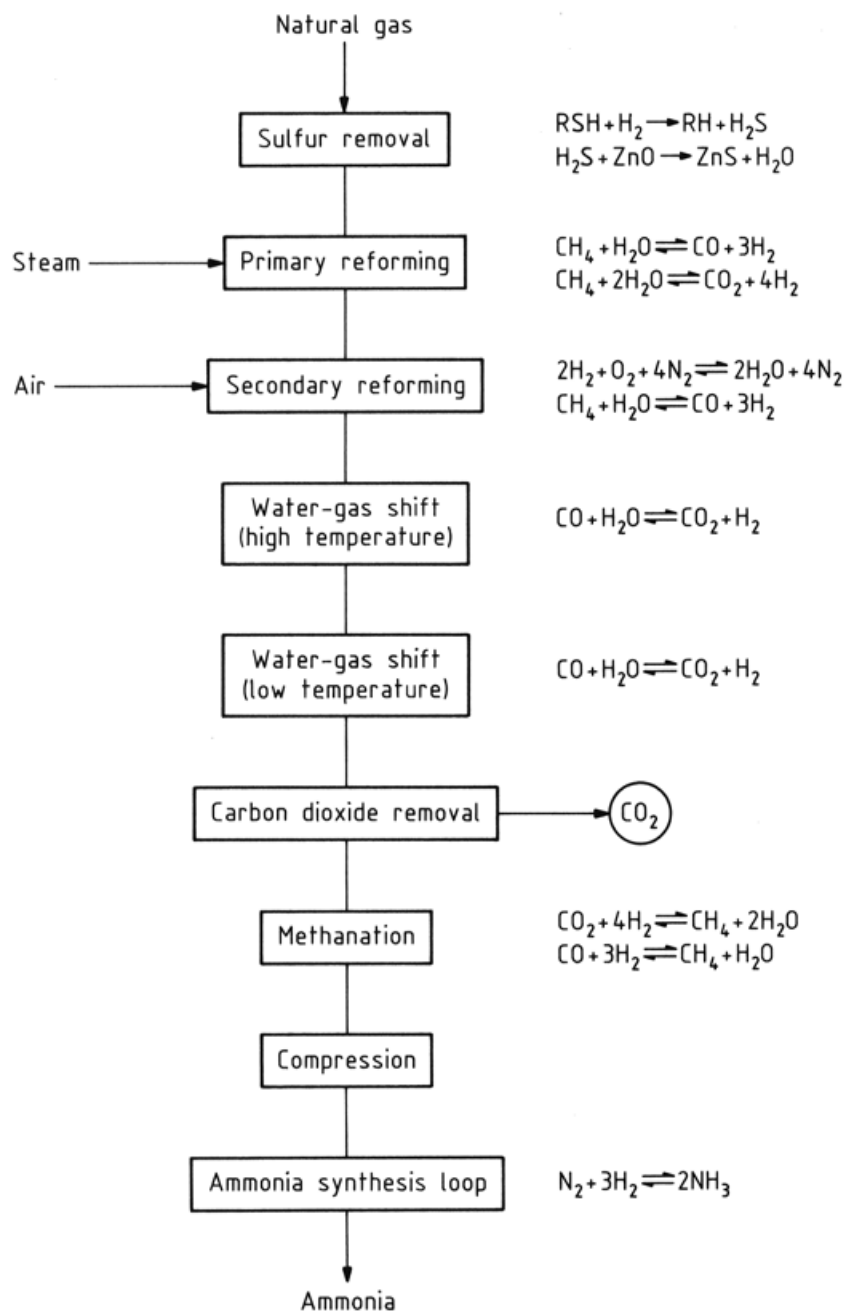 Natural gas
Sulfur removal
RSH + H₂ → RH + H₂S
H₂S + ZnO → ZnS + H₂O
Steam
Primary reforming
CH₄ + H₂O ⇌ CO + 3H₂
CH₄ + 2H₂O ⇌ CO₂ + 4H₂
Air
Secondary reforming
2H₂ + O₂ + 4N₂ ⇌ 2H₂O + 4N₂
CH₄ + H₂O ⇌ CO + 3H₂
Water-gas shift
(high temperature)
CO + H₂O ⇌ CO₂ + H₂
Water-gas shift
(low temperature)
CO + H₂O ⇌ CO₂ + H₂
Carbon dioxide removal
CO₂
Methanation
CO₂ + 4H₂ ⇌ CH₄ + 2H₂O
CO + 3H₂ ⇌ CH₄ + H₂O
Compression
Ammonia synthesis loop
N₂ + 3H₂ ⇌ 2NH₃
Ammonia